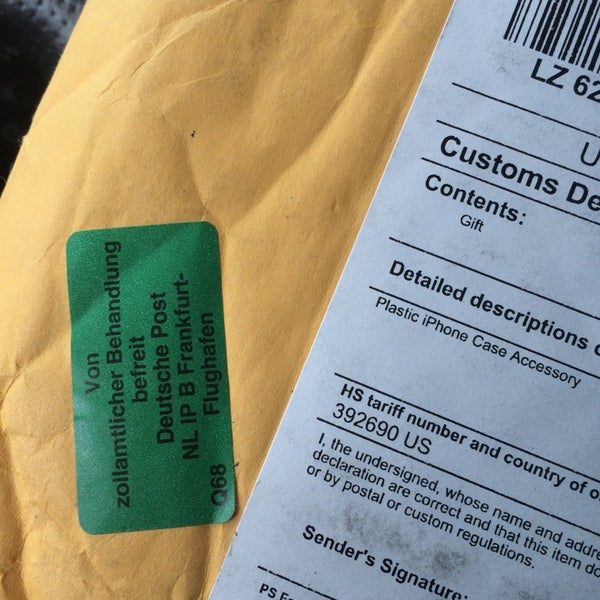 Von
zollamtlicher Behandlung
befreit
Deutsche Post
NL IP B Frankfurt-
Flughafen
Q68
LZ 62
Customs De
Contents:
Gift
Detailed descriptions
Plastic iPhone Case Accessory
HS tariff number and country of
392690 US
I, the undersigned, whose name and addre
declaration are correct and that this item do
or by postal or custom regulations.
Sender's Signature:
PS